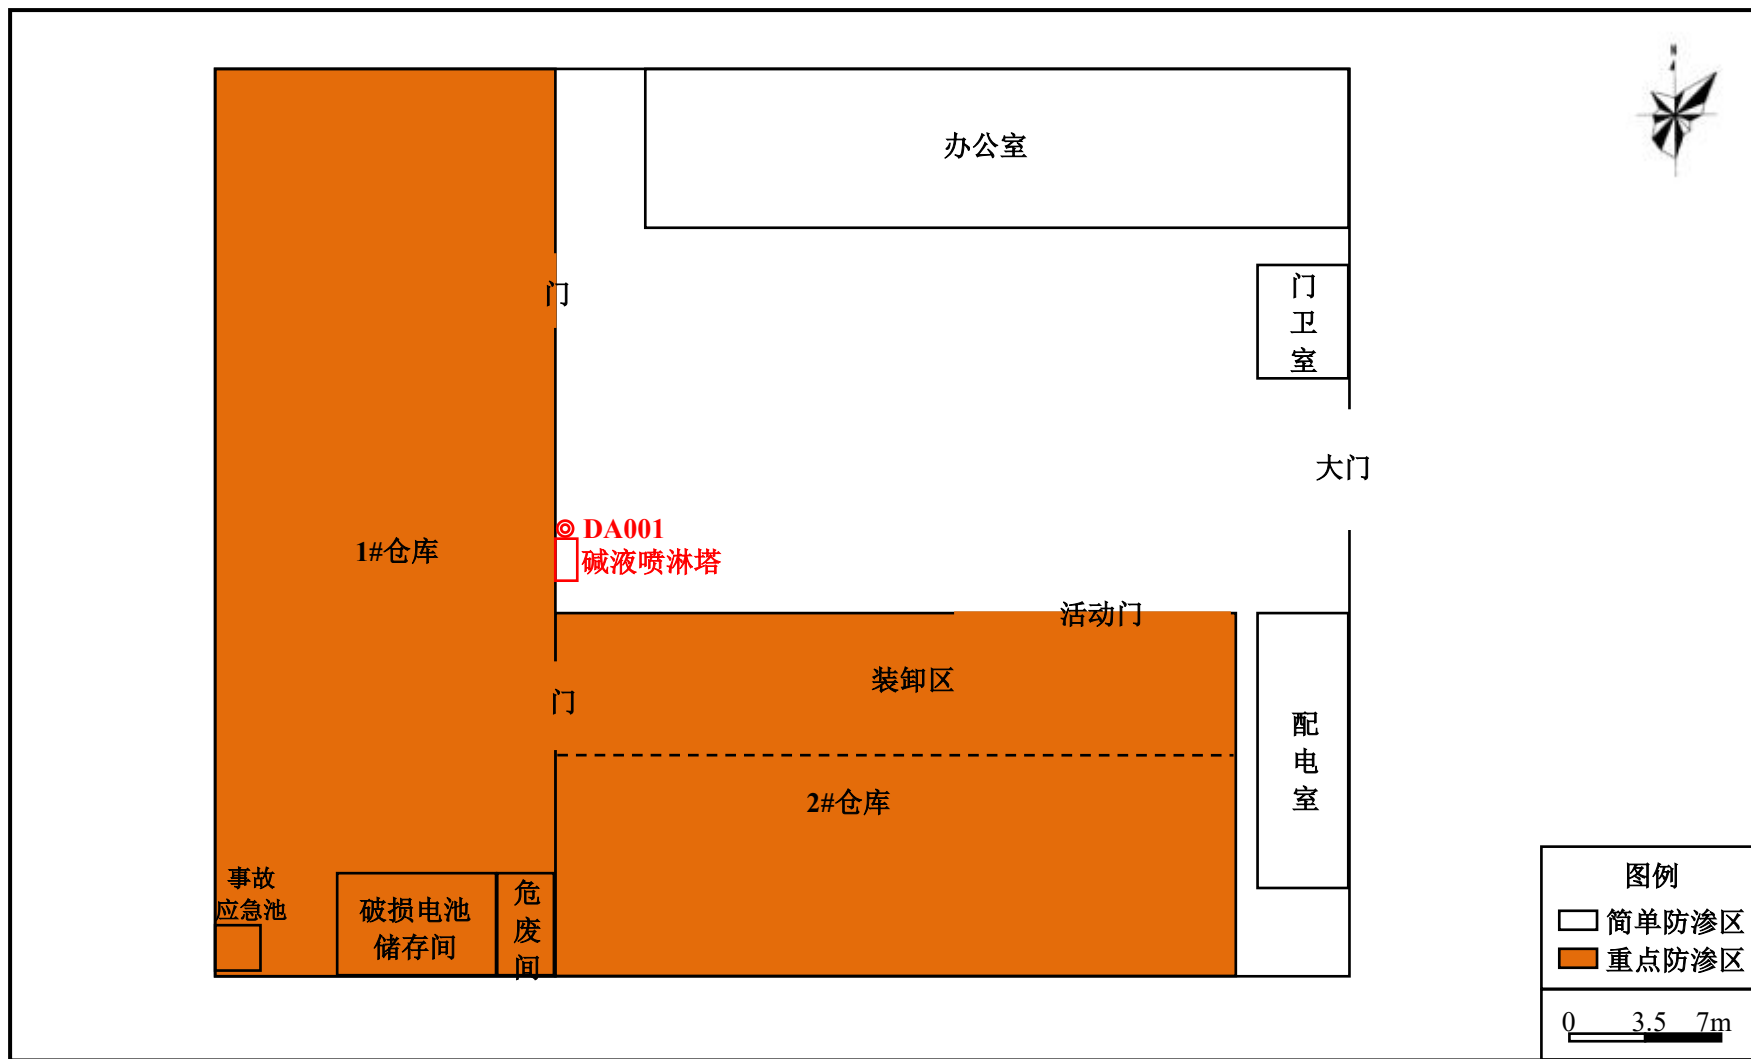 N
办公室
门
门
卫
室
大门
DA001
碱液喷淋塔
1#仓库
活动门
装卸区
门
配
电
室
2#仓库
事故
应急池
破损电池
储存间
危
废
间
图例
简单防渗区
重点防渗区
0 3.5 7m